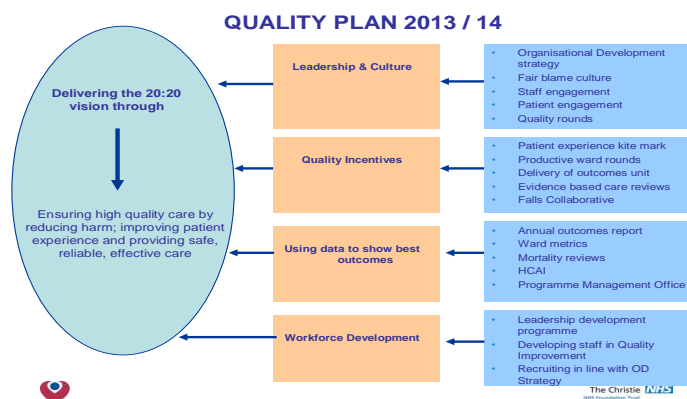 QUALITY PLAN 2013 / 14
Delivering the 20:20
vision through
Ensuring high quality care by
reducing harm; improving patient
experience and providing safe,
reliable, effective care
Leadership & Culture
Organisational Development
strategy
Fair blame culture
Staff engagement
Patient engagement
Quality rounds
Quality Incentives
Patient experience kite mark
Productive ward rounds
Delivery of outcomes unit
Evidence based care reviews
Falls Collaborative
Using data to show best
outcomes
Annual outcomes report
Ward metrics
Mortality reviews
HCAI
Programme Management Office
Workforce Development
Leadership development
programme
Developing staff in Quality
Improvement
Recruiting in line with OD
Strategy
The Christie NHS
NHS Foundation Trust